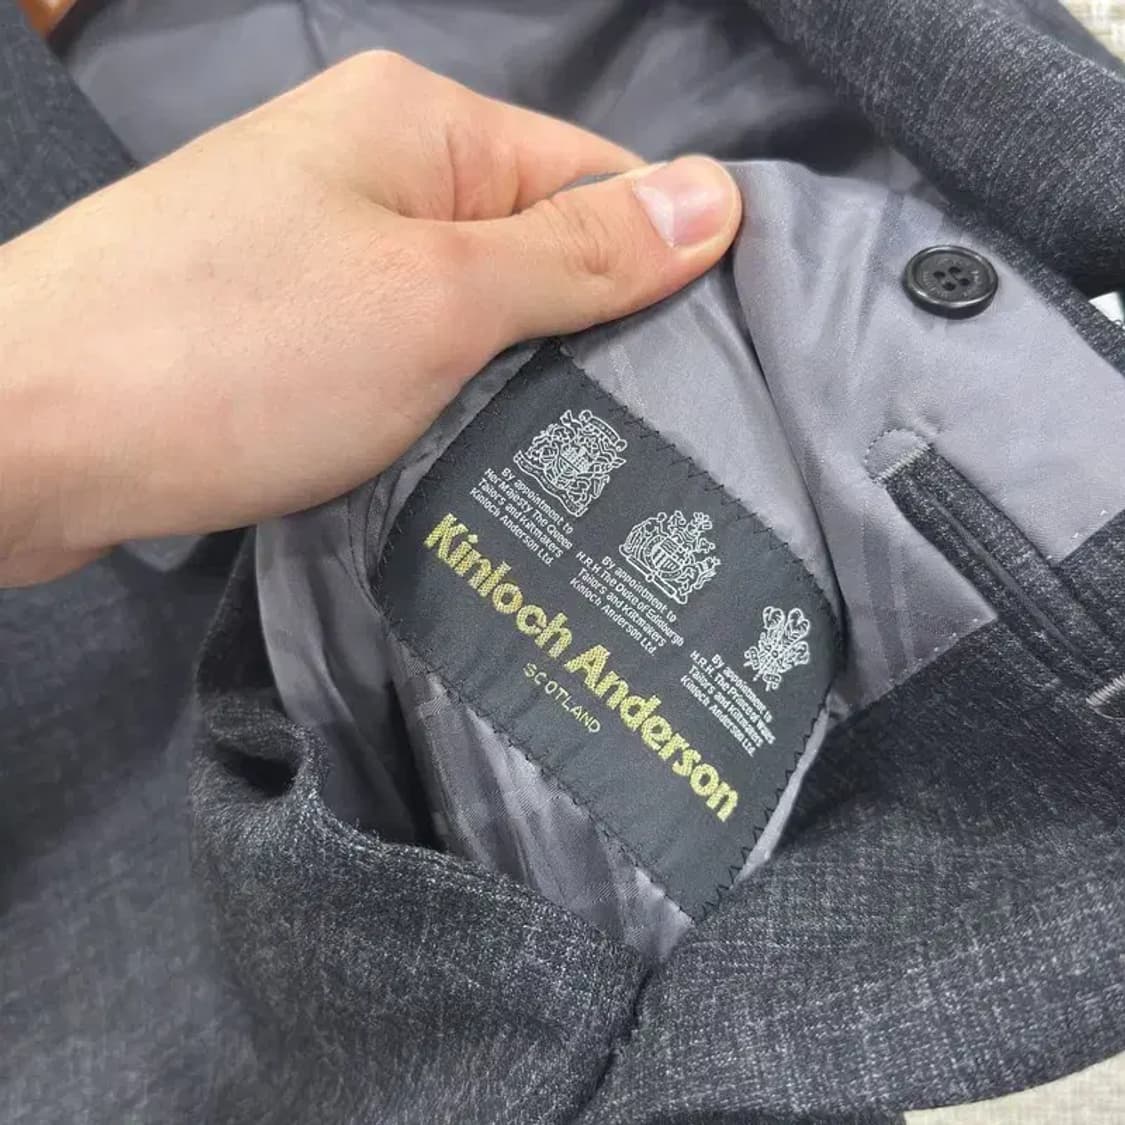 By appointment to
Her Majesty The Queen
Tailors and Kiltmakers
Kinloch Anderson Ltd.
By appointment to
H.R.H The Duke of Edinburgh
Tailors and Kiltmakers
Kinloch Anderson Ltd.
By appointment to
H.R.H The Prince of Wales
Tailors and Kiltmakers
Kinloch Anderson Ltd.
Kinloch Anderson
SCOTLAND